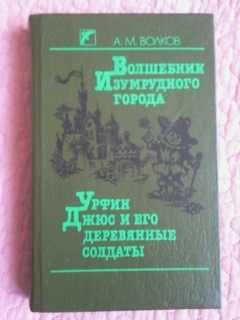 А. М. ВОЛКОВ
ВОЛШЕБНИК
ИЗУМРУДНОГО
ГОРОДА
УРФИН
ДЖЮС И ЕГО
ДЕРЕВЯННЫЕ
СОЛДАТЫ